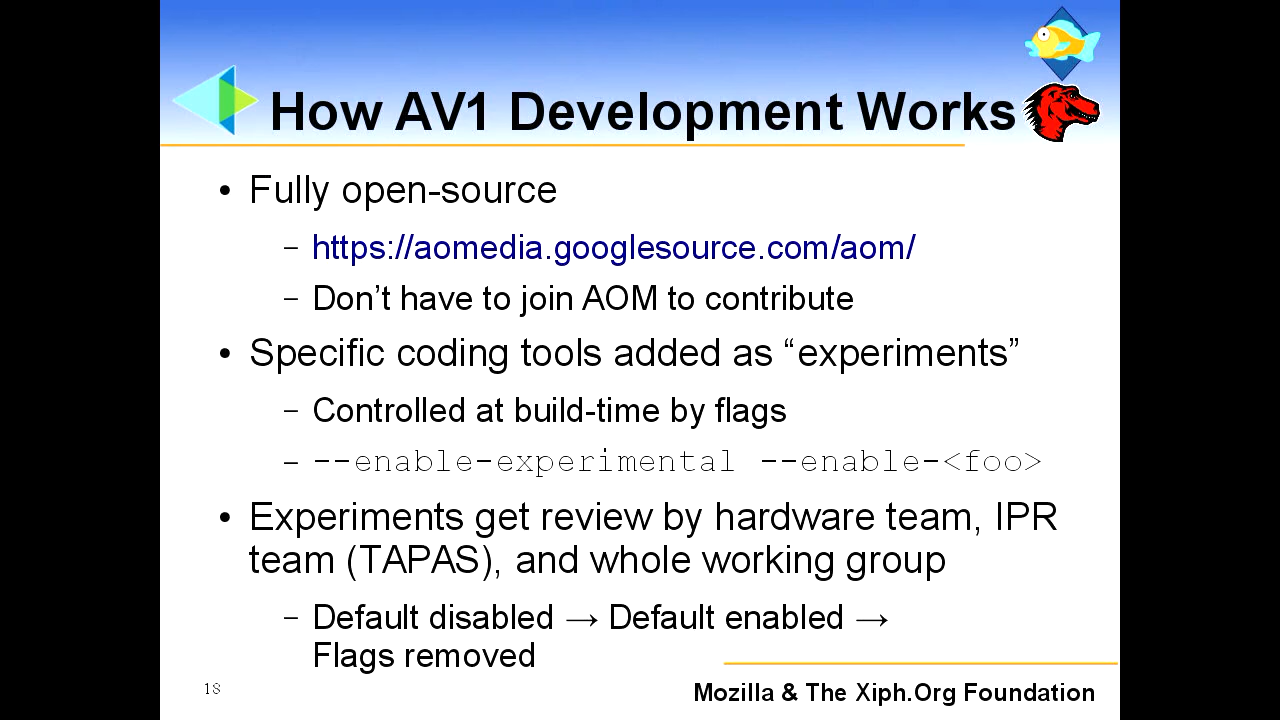 How AV1 Development Works
• Fully open-source
– https://aomedia.googlesource.com/aom/
– Don’t have to join AOM to contribute
• Specific coding tools added as “experiments”
– Controlled at build-time by flags
– --enable-experimental --enable-<foo>
• Experiments get review by hardware team, IPR
team (TAPAS), and whole working group
– Default disabled → Default enabled →
Flags removed
18
Mozilla & The Xiph.Org Foundation